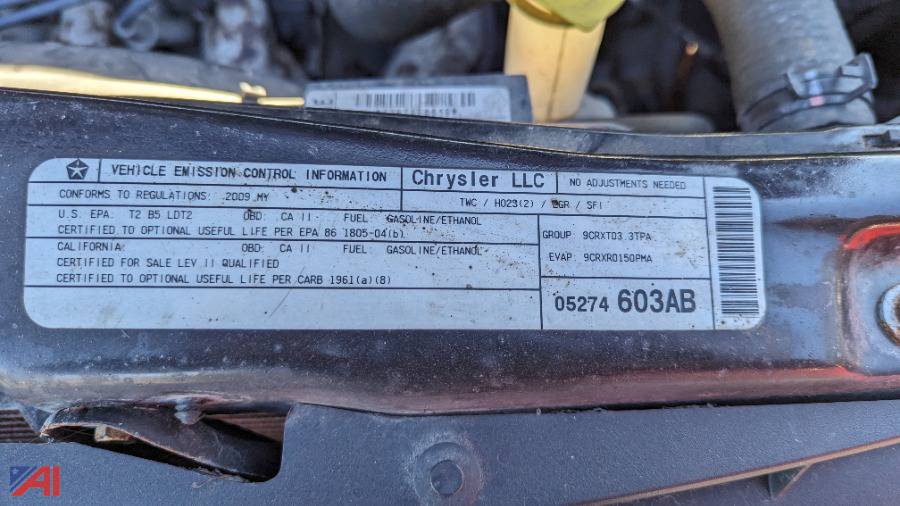 VEHICLE EMISSION CONTROL INFORMATION
Chrysler LLC
NO ADJUSTMENTS NEEDED
CONFORMS TO REGULATIONS: 2009 MY
TWC / HO2S(2) / EGR / SFI
U.S. EPA: T2 B5 LDT2 OBD: CA II FUEL: GASOLINE/ETHANOL
CERTIFIED TO OPTIONAL USEFUL LIFE PER EPA 86 1805-04(b)
CALIFORNIA: OBD: CA II FUEL: GASOLINE/ETHANOL
CERTIFIED FOR SALE LEV II QUALIFIED
CERTIFIED TO OPTIONAL USEFUL LIFE PER CARB 1961(a)(8)
GROUP: 9CRXT03.3TPA
EVAP: 9CRXR0150PMA
05274 603AB
AI